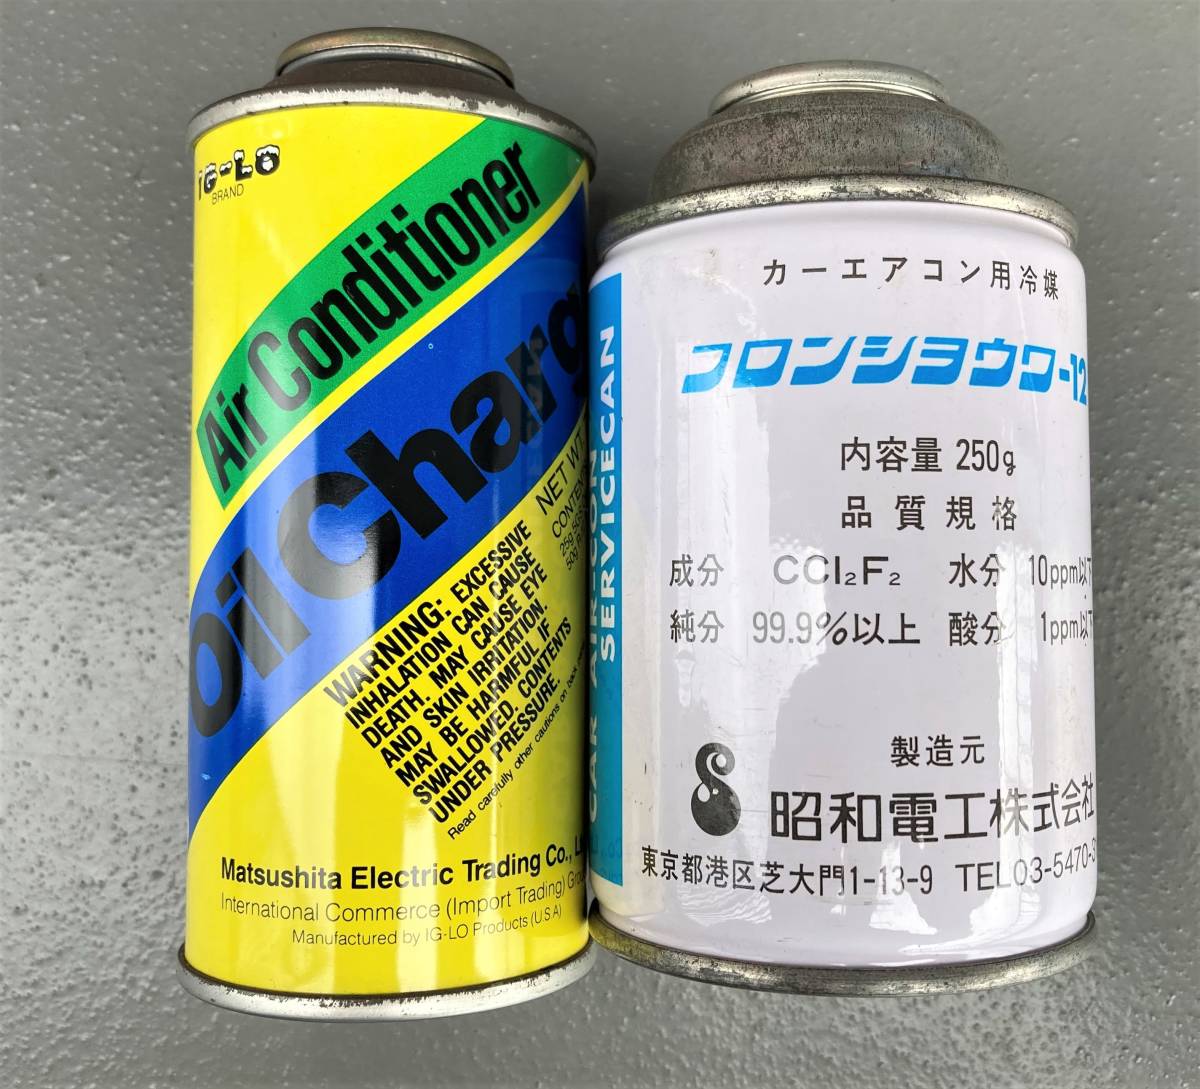 IG-LO
BRAND
Air Conditioner
Oil Charg
NET WT
WARNING: EXCESSIVE
INHALATION CAN CAUSE
DEATH. MAY CAUSE EYE
AND SKIN IRRITATION.
MAY BE HARMFUL IF
SWALLOWED. CONTENTS
UNDER PRESSURE.
Read carefully other cautions on back
Matsushita Electric Trading Co.,
International Commerce (Import Trading)
Manufactured by IG-LO Products (U.S.A)
CAR AIRCON
SERVICECAN
カーエアコン用冷媒
フロンショウワ-12
内容量 250g
品質規格
成分 CCl₂F₂ 水分 10ppm以下
純分 99.9%以上 酸分 1ppm以下
製造元
昭和電工株式会社
東京都港区芝大門1-13-9 TEL03-5470-3